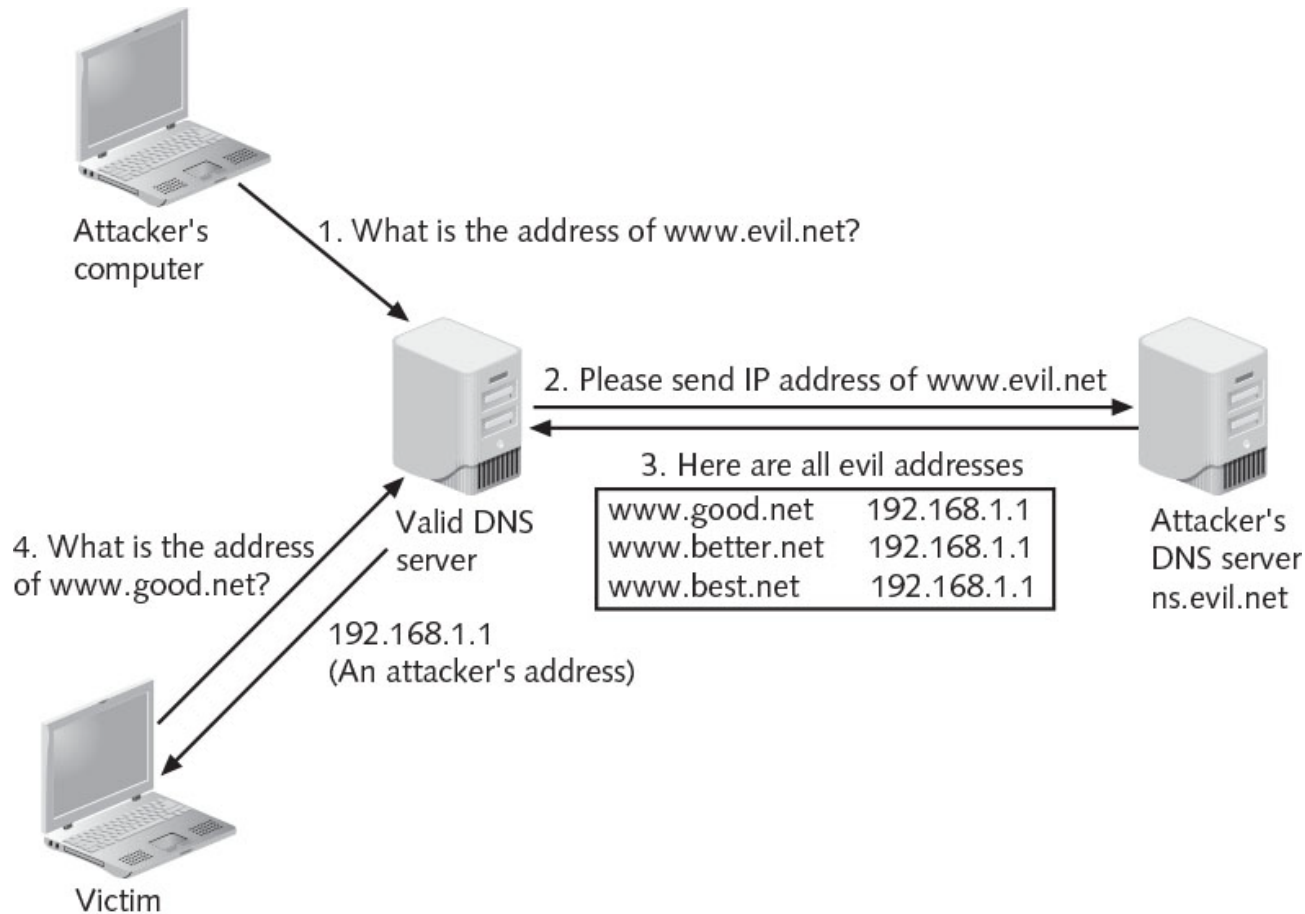 Attacker's
computer
1. What is the address of www.evil.net?
2. Please send IP address of www.evil.net
3. Here are all evil addresses
www.good.net 192.168.1.1
www.better.net 192.168.1.1
www.best.net 192.168.1.1
Valid DNS
server
Attacker's
DNS server
ns.evil.net
4. What is the address
of www.good.net?
192.168.1.1
(An attacker's address)
Victim